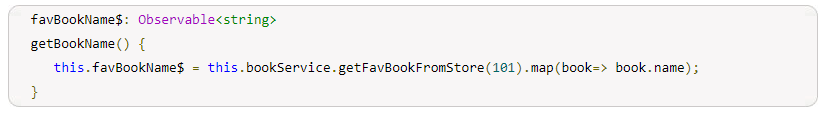 favBookName$: Observable<string>
getBookName() {
this.favBookName$ = this.bookService.getFavBookFromStore(101).map(book=> book.name);
}